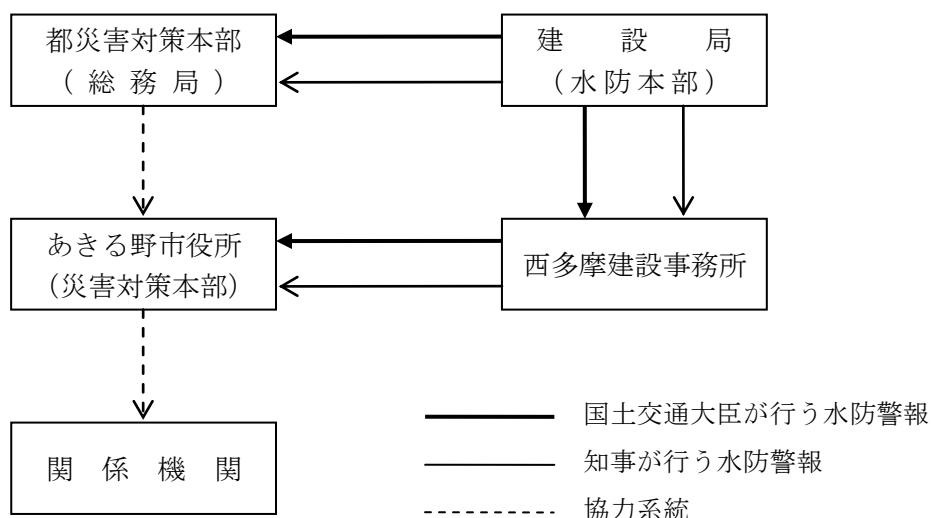 都災害対策本部
（総務局）
建設局
（水防本部）
あきる野市役所
（災害対策本部）
西多摩建設事務所
関係機関
国土交通大臣が行う水防警報
知事が行う水防警報
協力系統